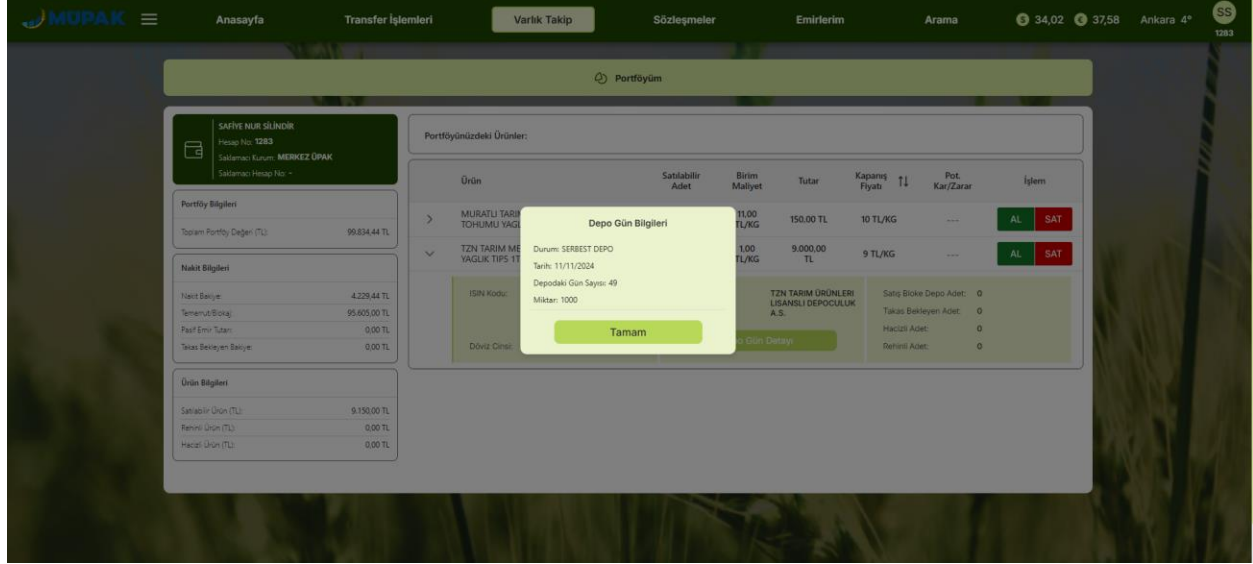 MÜPAK
Anasayfa
Transfer İşlemleri
Varlık Takip
Sözleşmeler
Emirlerim
Arama
$ 34,02 € 37,58
Ankara 4°
SS
1283
Portföyüm
SAFİYE NUR SİLİNDİR
Hesap No: 1283
Saklamacı Kurum: MERKEZ ÜPAK
Saklamacı Hesap No: -
Portföy Bilgileri
Toplam Portföy Değeri (TL): 99.834,44 TL
Nakit Bilgileri
Nakit Bakiye: 4.229,44 TL
Temerrut/Blokaj: 95.605,00 TL
Pasif Emir Tutarı: 0,00 TL
Takas Bekleyen Bakiye: 0,00 TL
Ürün Bilgileri
Satılabilir Ürün (TL): 9.150,00 TL
Rehinli Ürün (TL): 0,00 TL
Hacizli Ürün (TL): 0,00 TL
Portföyünüzdeki Ürünler:
Ürün
Satılabilir
Adet
Birim
Maliyet
Tutar
Kapanış
Fiyatı
Pot.
Kar/Zarar
İşlem
MURATLI TARIM
TOHUMU YAGL
11,00
TL/KG
150,00 TL
10 TL/KG
---
AL
SAT
TZN TARIM ME
YAGLIK TIP5 1T
1,00
TL/KG
9.000,00
TL
9 TL/KG
---
AL
SAT
ISIN Kodu:
Döviz Cinsi:
TZN TARIM ÜRÜNLERI
LISANSLI DEPOCULUK
A.S.
Gün Detayı
Satış Bloke Depo Adet: 0
Takas Bekleyen Adet: 0
Hacizli Adet: 0
Rehinli Adet: 0
Depo Gün Bilgileri
Durum: SERBEST DEPO
Tarih: 11/11/2024
Depodaki Gün Sayısı: 49
Miktar: 1000
Tamam